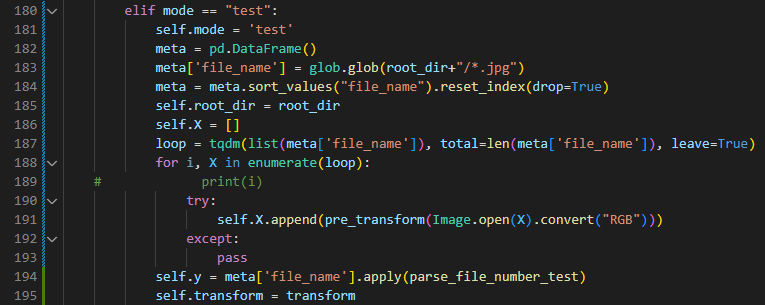 180 elif mode == "test":
181 self.mode = 'test'
182 meta = pd.DataFrame()
183 meta['file_name'] = glob.glob(root_dir+"/*.jpg")
184 meta = meta.sort_values("file_name").reset_index(drop=True)
185 self.root_dir = root_dir
186 self.X = []
187 loop = tqdm(list(meta['file_name']), total=len(meta['file_name']), leave=True)
188 for i, X in enumerate(loop):
189 # print(i)
190 try:
191 self.X.append(pre_transform(Image.open(X).convert("RGB")))
192 except:
193 pass
194 self.y = meta['file_name'].apply(parse_file_number_test)
195 self.transform = transform